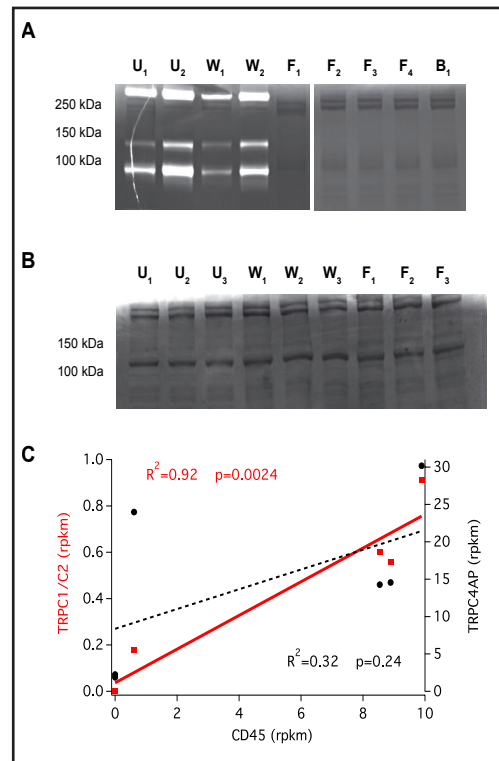 A
U1 U2 W1 W2 F1 F2 F3 F4 B1
250 kDa
150 kDa
100 kDa
B
U1 U2 U3 W1 W2 W3 F1 F2 F3
150 kDa
100 kDa
C
R²=0.92 p=0.0024
R²=0.32 p=0.24
TRPC1/C2 (rpkm)
1.0
0.8
0.6
0.4
0.2
0.0
TRPC4AP (rpkm)
30
25
20
15
10
5
0
0 2 4 6 8 10
CD45 (rpkm)